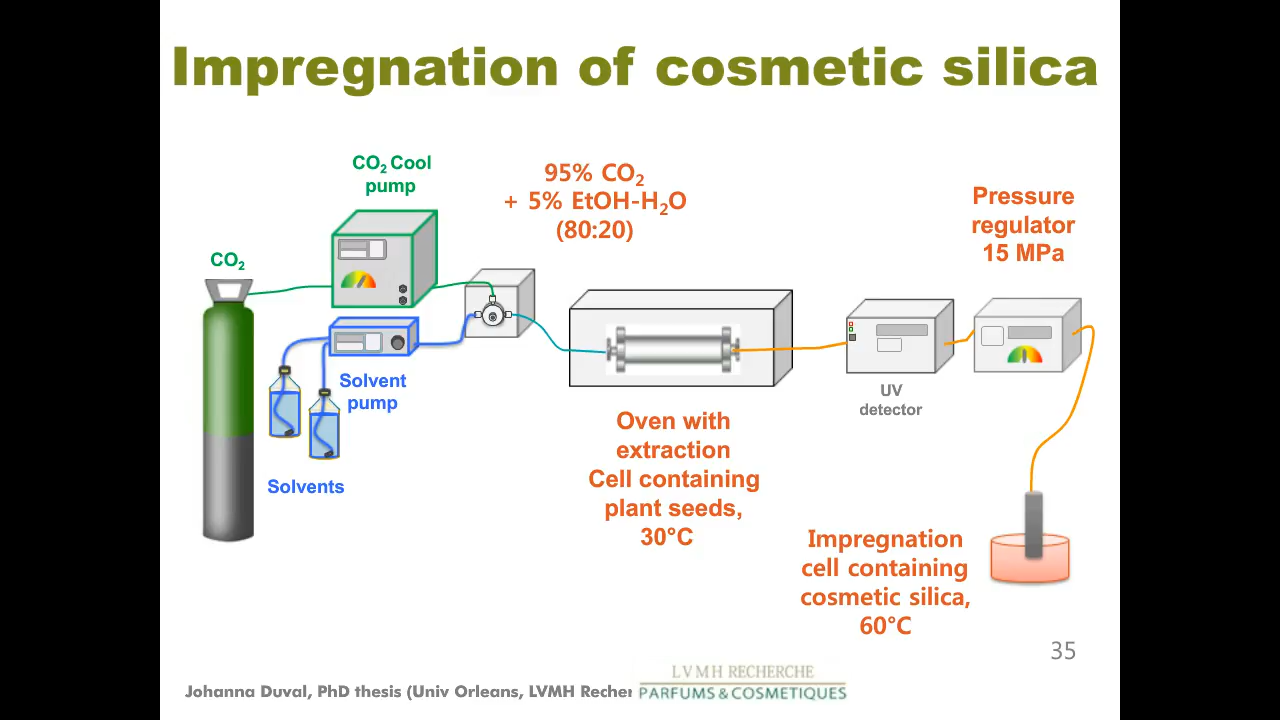 Impregnation of cosmetic silica
CO₂ Cool
pump
95% CO₂
+ 5% EtOH-H₂O
(80:20)
Pressure
regulator
15 MPa
CO₂
Solvent
pump
UV
detector
Oven with
extraction
Cell containing
plant seeds,
30°C
Solvents
Impregnation
cell containing
cosmetic silica,
60°C
35
Johanna Duval, PhD thesis (Univ Orleans, LVMH Recher
LVMH RECHERCHE
PARFUMS & COSMETIQUES